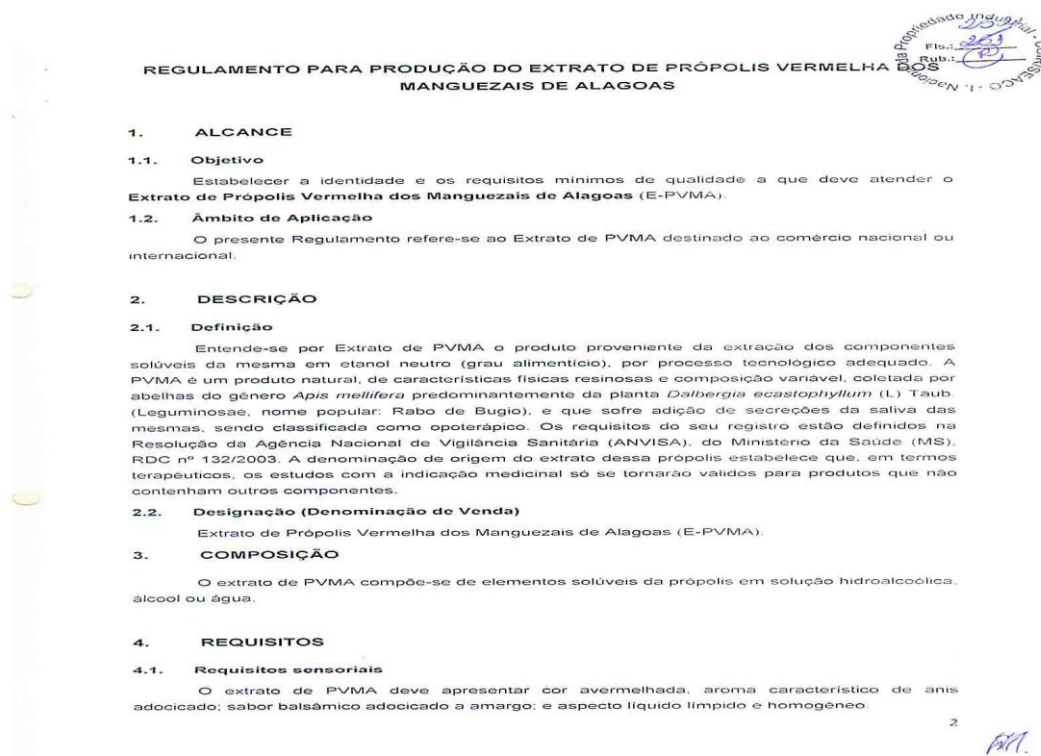 da Propriedade Industrial - CORSEACO - I. Nacional
Fls.:
Rub.:
REGULAMENTO PARA PRODUÇÃO DO EXTRATO DE PRÓPOLIS VERMELHA DOS
MANGUEZAIS DE ALAGOAS
1. ALCANCE
1.1. Objetivo
Estabelecer a identidade e os requisitos mínimos de qualidade a que deve atender o
Extrato de Própolis Vermelha dos Manguezais de Alagoas (E-PVMA).
1.2. Âmbito de Aplicação
O presente Regulamento refere-se ao Extrato de PVMA destinado ao comércio nacional ou
internacional.
2. DESCRIÇÃO
2.1. Definição
Entende-se por Extrato de PVMA o produto proveniente da extração dos componentes
solúveis da mesma em etanol neutro (grau alimentício), por processo tecnológico adequado. A
PVMA é um produto natural, de características físicas resinosas e composição variável, coletada por
abelhas do gênero Apis mellifera predominantemente da planta Dalbergia ecastophyllum (L) Taub.
(Leguminosae, nome popular: Rabo de Bugio), e que sofre adição de secreções da saliva das
mesmas, sendo classificada como opoterápico. Os requisitos do seu registro estão definidos na
Resolução da Agência Nacional de Vigilância Sanitária (ANVISA), do Ministério da Saúde (MS),
RDC nº 132/2003. A denominação de origem do extrato dessa própolis estabelece que, em termos
terapêuticos, os estudos com a indicação medicinal só se tornarão válidos para produtos que não
contenham outros componentes.
2.2. Designação (Denominação de Venda)
Extrato de Própolis Vermelha dos Manguezais de Alagoas (E-PVMA).
3. COMPOSIÇÃO
O extrato de PVMA compõe-se de elementos solúveis da própolis em solução hidroalcoólica,
álcool ou água.
4. REQUISITOS
4.1. Requisitos sensoriais
O extrato de PVMA deve apresentar cor avermelhada, aroma característico de anis
adocicado; sabor balsâmico adocicado a amargo; e aspecto líquido límpido e homogêneo.
2